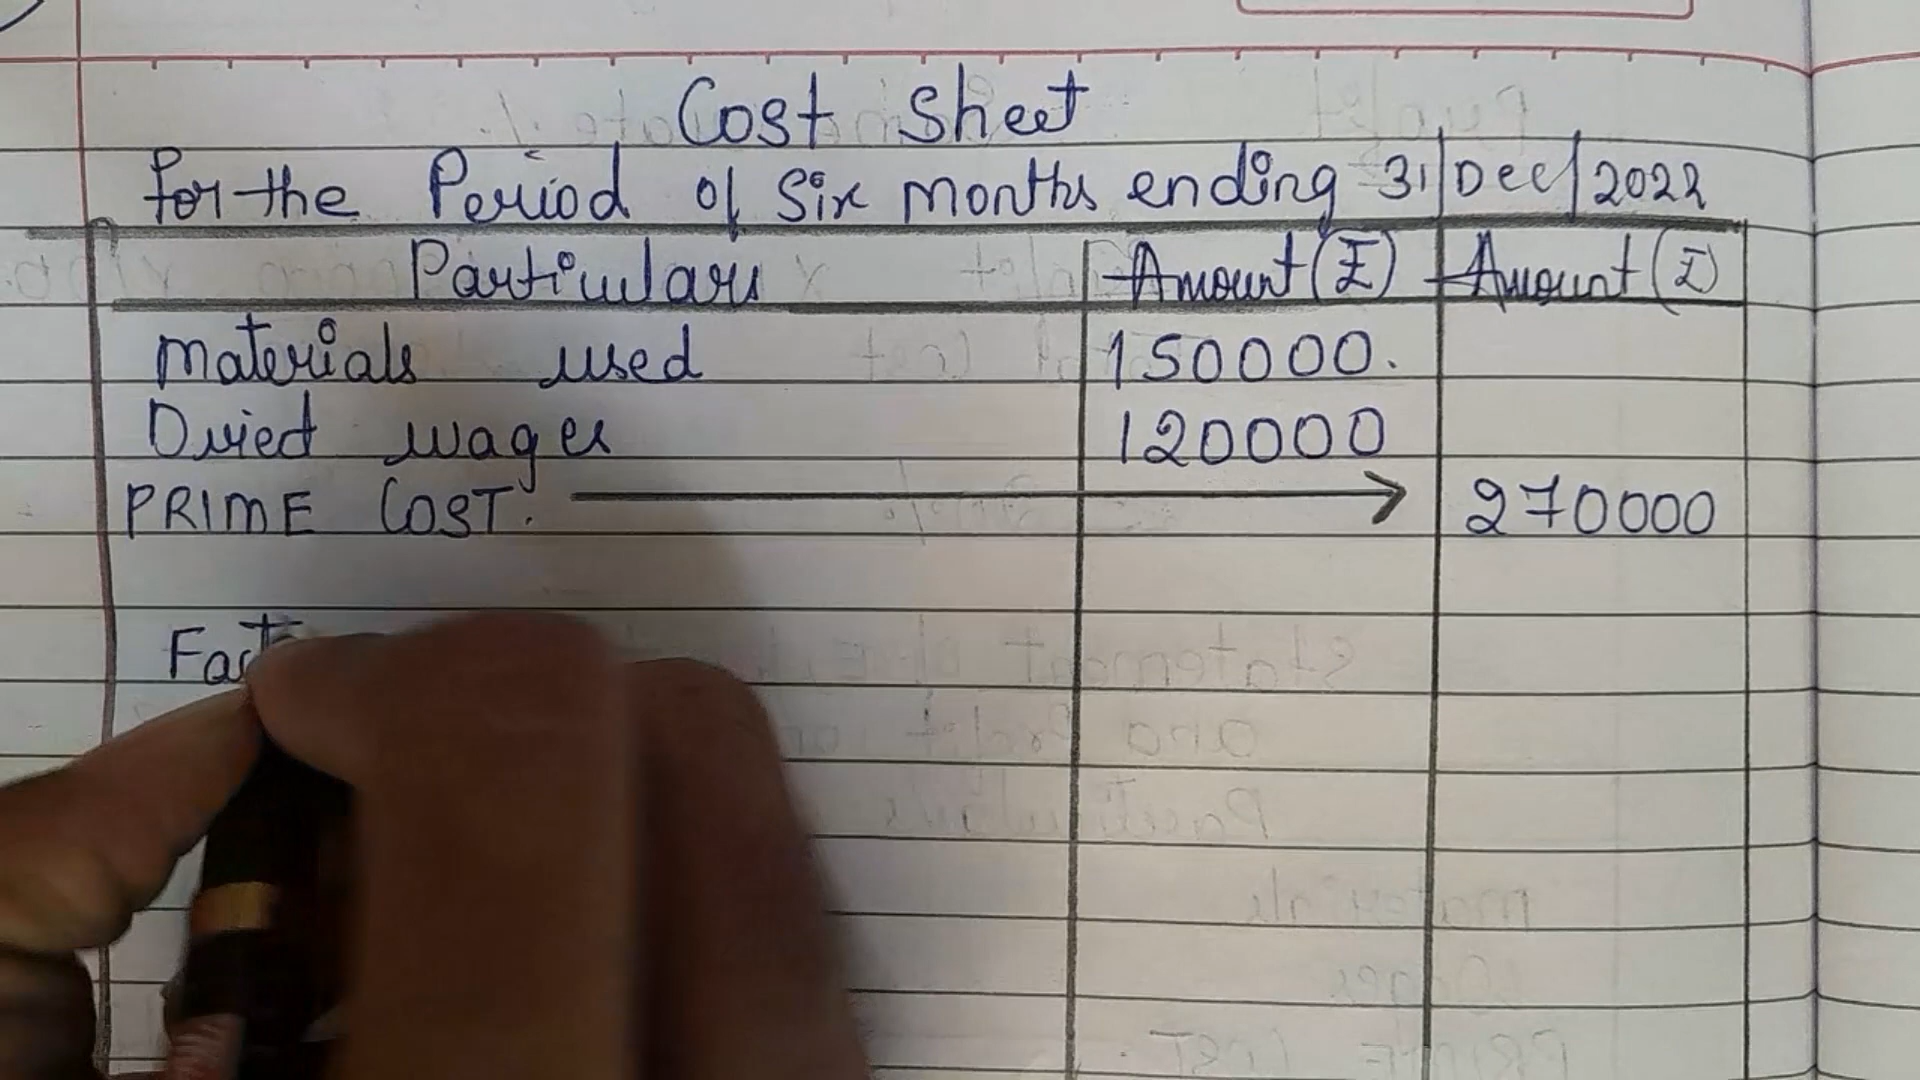 Cost Sheet
For the Period of Six months ending 31/Dec/2022
Particulars Amount (₹) Amount (₹)
Materials used 150000.
Direct wages 120000
PRIME COST. → 270000
Fact